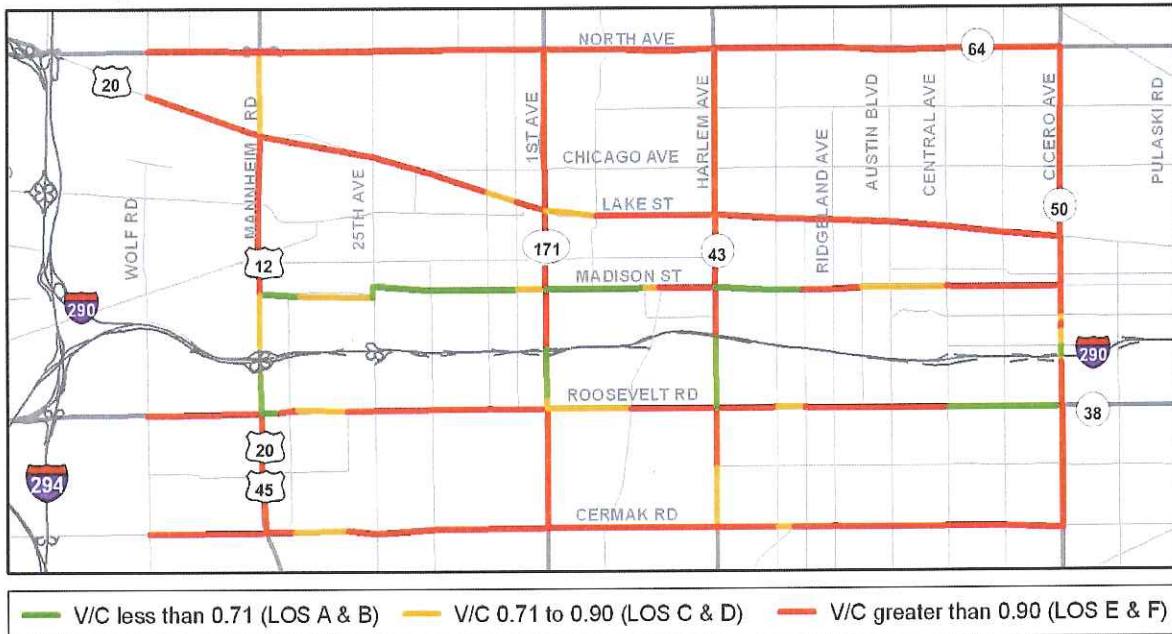 NORTH AVE
64
20
WOLF RD
MANNHEIM RD
25TH AVE
1ST AVE
CHICAGO AVE
HARLEM AVE
RIDGELAND AVE
AUSTIN BLVD
CENTRAL AVE
CICERO AVE
PULASKI RD
LAKE ST
50
12
171
43
MADISON ST
290
290
ROOSEVELT RD
38
20
294
45
CERMAK RD
V/C less than 0.71 (LOS A & B)
V/C 0.71 to 0.90 (LOS C & D)
V/C greater than 0.90 (LOS E & F)